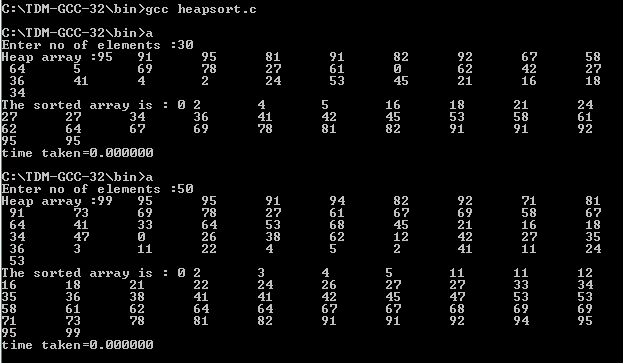 C:\TDM-GCC-32\bin>gcc heapsort.c
C:\TDM-GCC-32\bin>a
Enter no of elements :30
Heap array :95 91 95 81 91 82 92 67 58
64 5 69 78 27 61 0 62 42 27
36 41 4 2 24 53 45 21 16 18
34
The sorted array is : 0 2 4 5 16 18 21 24
27 27 34 36 41 42 45 53 58 61
62 64 67 69 78 81 82 91 91 92
95 95
time taken=0.000000
C:\TDM-GCC-32\bin>a
Enter no of elements :50
Heap array :99 95 95 91 94 82 92 71 81
91 73 69 78 27 61 67 69 58 67
64 41 33 64 53 68 45 21 16 18
34 47 0 26 38 62 12 42 27 35
36 3 11 22 4 5 2 41 11 24
53
The sorted array is : 0 2 3 4 5 11 11 12
16 18 21 22 24 26 27 27 33 34
35 36 38 41 41 42 45 47 53 53
58 61 62 64 64 67 67 68 69 69
71 73 78 81 82 91 91 92 94 95
95 99
time taken=0.000000